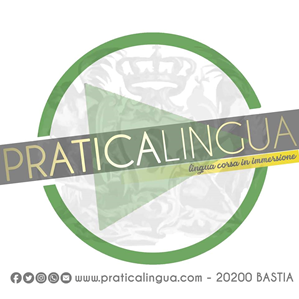 PRATICALINGUA
lingua corsa in immersione
www.praticalingua.com - 20200 BASTIA